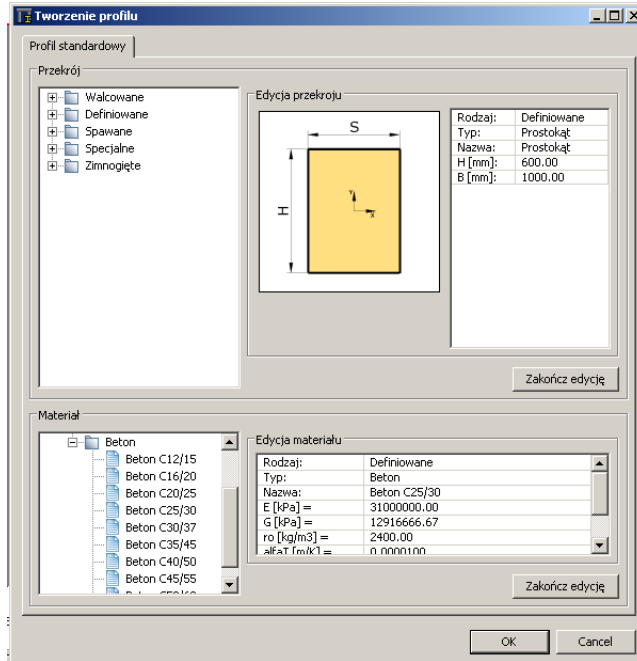 Tworzenie profilu
Profil standardowy
Przekrój
Walcowane
Definiowane
Spawane
Specjalne
Zimnogięte
Edycja przekroju
S
H
Y
X
Rodzaj: Definiowane
Typ: Prostokąt
Nazwa: Prostokąt
H [mm]: 600.00
B [mm]: 1000.00
Zakończ edycję
Materiał
Beton
Beton C12/15
Beton C16/20
Beton C20/25
Beton C25/30
Beton C30/37
Beton C35/45
Beton C40/50
Beton C45/55
Edycja materiału
Rodzaj: Definiowane
Typ: Beton
Nazwa: Beton C25/30
E [kPa] = 31000000.00
G [kPa] = 12916666.67
ro [kg/m3] = 2400.00
alfaT [m/K] = 0.0000100
Zakończ edycję
OK Cancel